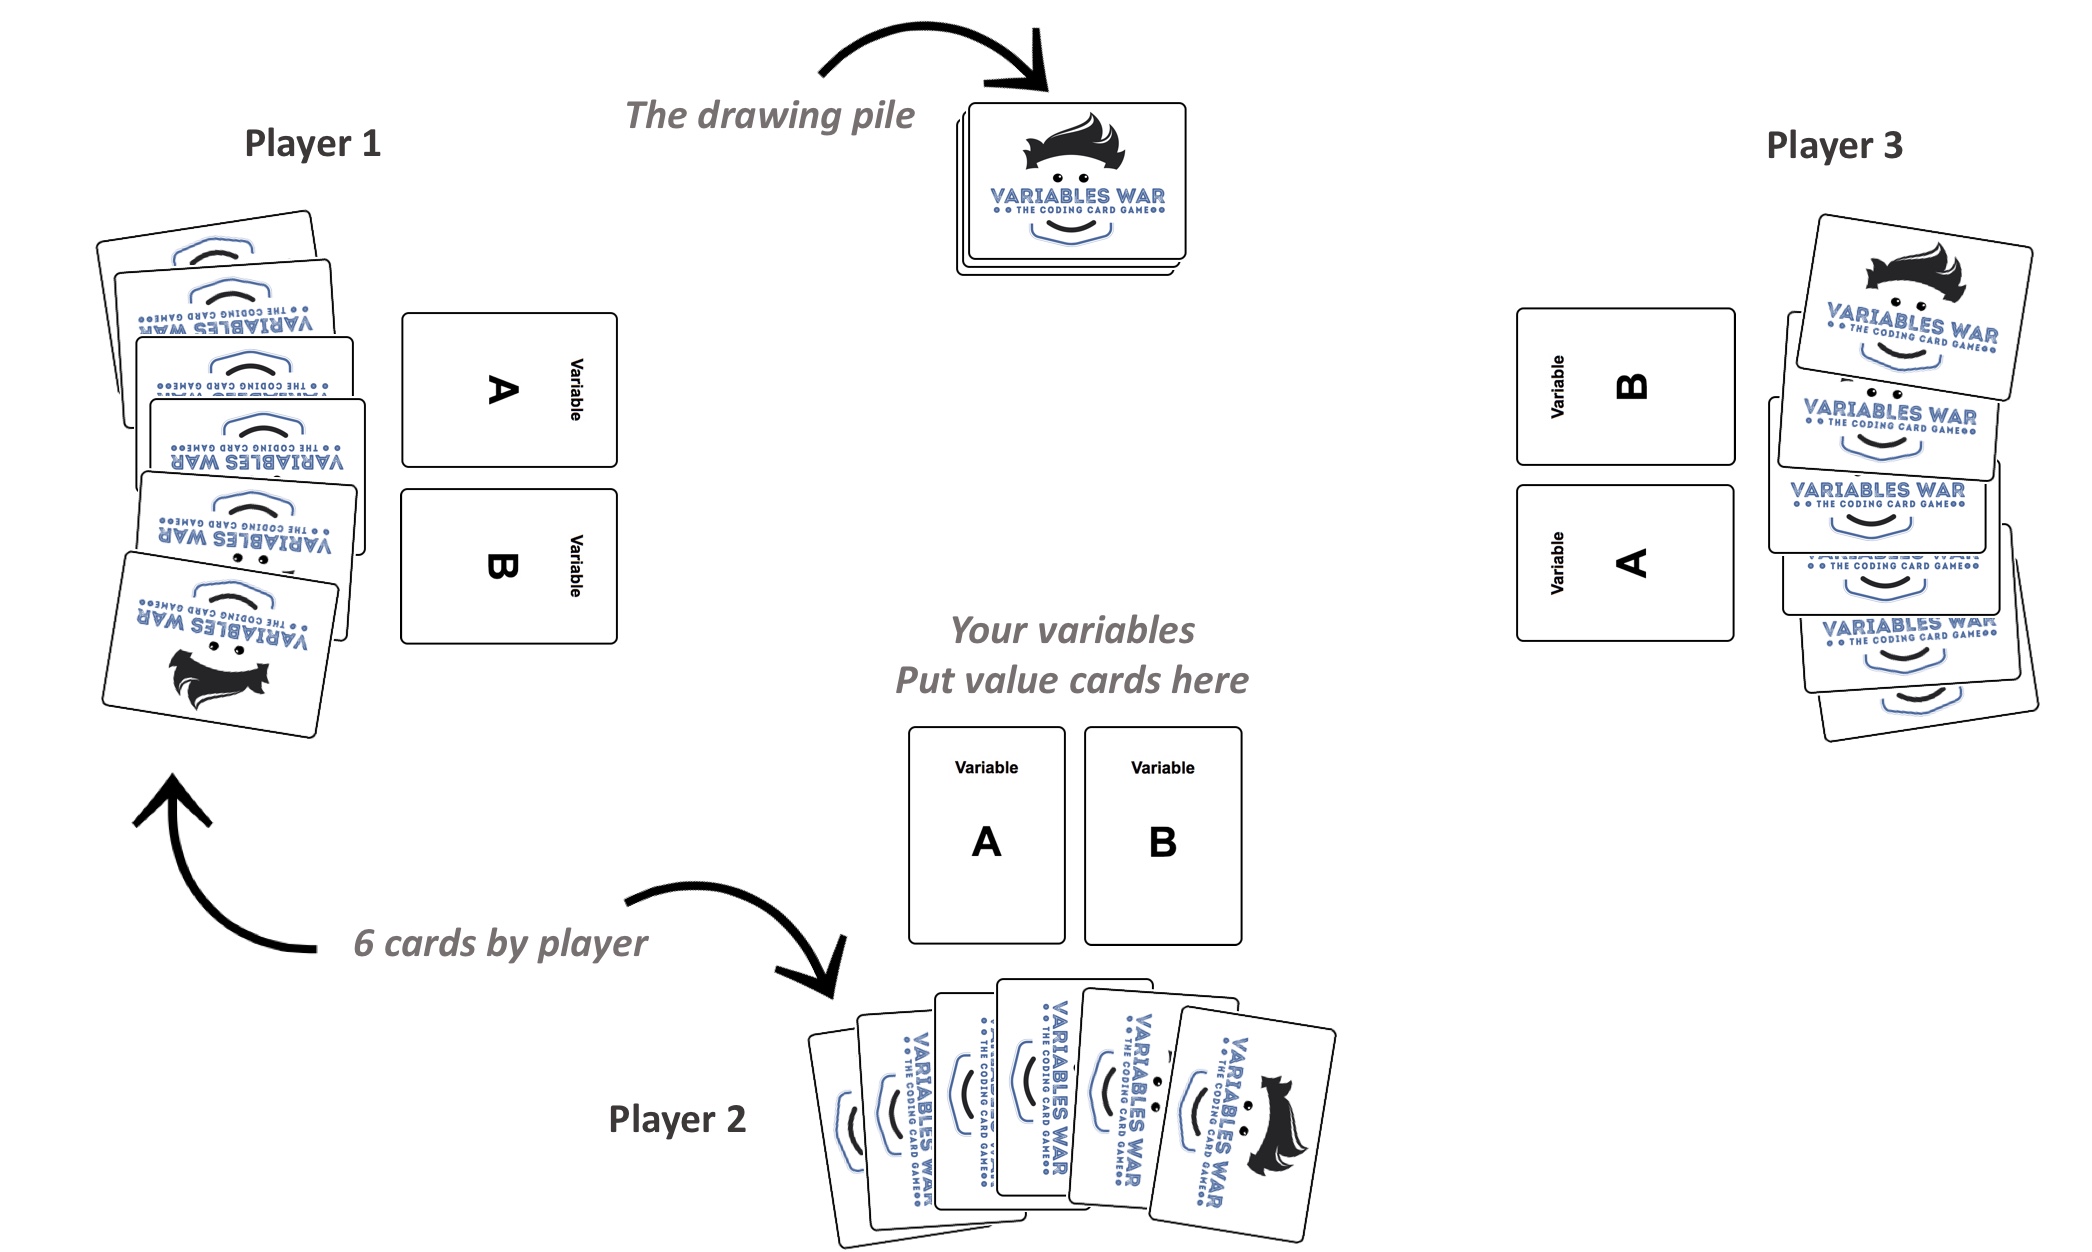 The drawing pile
Player 1
Player 3
VARIABLES WAR
THE CODING CARD GAME
THE CODING CARD GAME
VARIABLES WAR
THE CODING CARD GAME
VARIABLES WAR
THE CODING CARD GAME
VARIABLES WAR
THE CODING CARD GAME
VARIABLES WAR
THE CODING CARD GAME
VARIABLES WAR
Variable
A
Variable
B
Variable
B
Variable
A
VARIABLES WAR
THE CODING CARD GAME
VARIABLES WAR
THE CODING CARD GAME
VARIABLES WAR
THE CODING CARD GAME
VARIABLES WAR
THE CODING CARD GAME
VARIABLES WAR
THE CODING CARD GAME
Your variables
Put value cards here
Variable
A
Variable
B
6 cards by player
Player 2
VARIABLES WAR
THE CODING CARD GAME
VARIABLES WAR
THE CODING CARD GAME
VARIABLES WAR
THE CODING CARD GAME
VARIABLES WAR
THE CODING CARD GAME
VARIABLES WAR
THE CODING CARD GAME